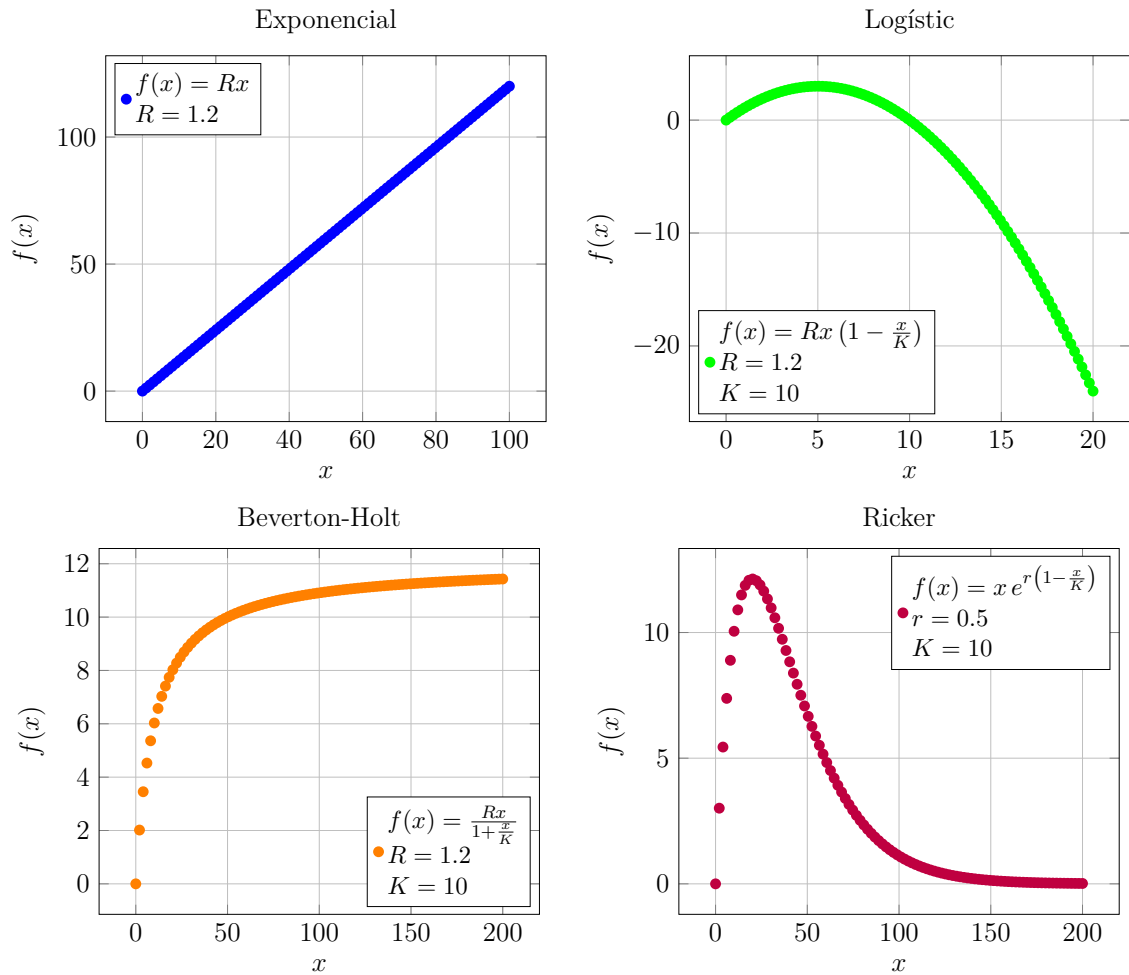 Exponencial
f(x) = Rx
R = 1.2
100
50
0
f(x)
0 20 40 60 80 100
x
Logístic
0
−10
−20
f(x)
f(x) = Rx (1 − x/K)
R = 1.2
K = 10
0 5 10 15 20
x
Beverton-Holt
12
10
8
6
4
2
0
f(x)
f(x) = Rx/(1+x/K)
R = 1.2
K = 10
0 50 100 150 200
x
Ricker
f(x) = x e^{r(1−x/K)}
r = 0.5
K = 10
10
5
0
f(x)
0 50 100 150 200
x